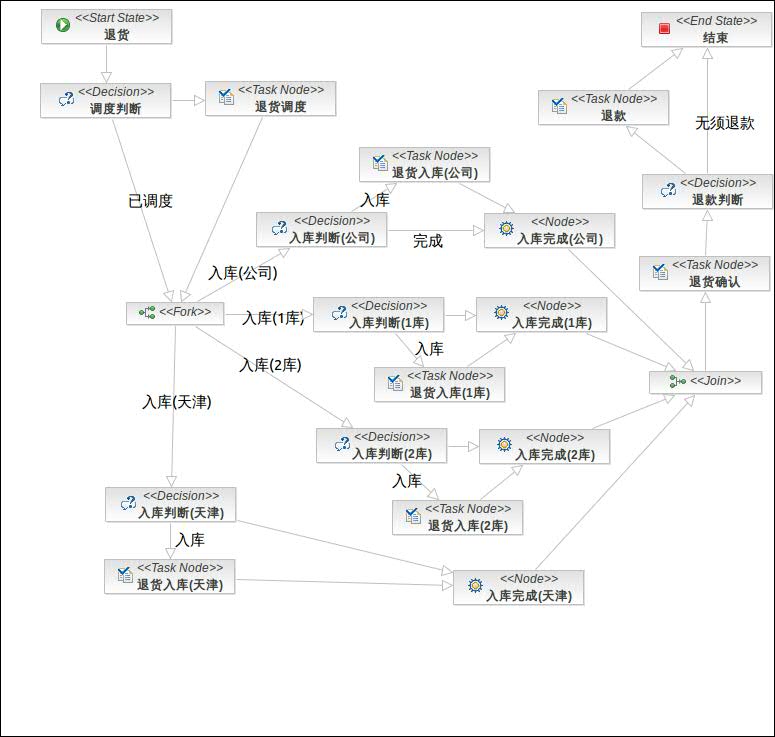 <<Start State>>
退货
<<End State>>
结束
<<Decision>>
调度判断
<<Task Node>>
退货调度
<<Task Node>>
退款
无须退款
<<Task Node>>
退货入库(公司)
<<Decision>>
退款判断
已调度
入库
<<Decision>>
入库判断(公司)
完成
<<Node>>
入库完成(公司)
入库(公司)
<<Task Node>>
退货确认
<<Fork>>
入库(1库)
<<Decision>>
入库判断(1库)
<<Node>>
入库完成(1库)
入库
入库(2库)
<<Task Node>>
退货入库(1库)
<<Join>>
入库(天津)
<<Decision>>
入库判断(2库)
<<Node>>
入库完成(2库)
入库
<<Decision>>
入库判断(天津)
<<Task Node>>
退货入库(2库)
入库
<<Task Node>>
退货入库(天津)
<<Node>>
入库完成(天津)